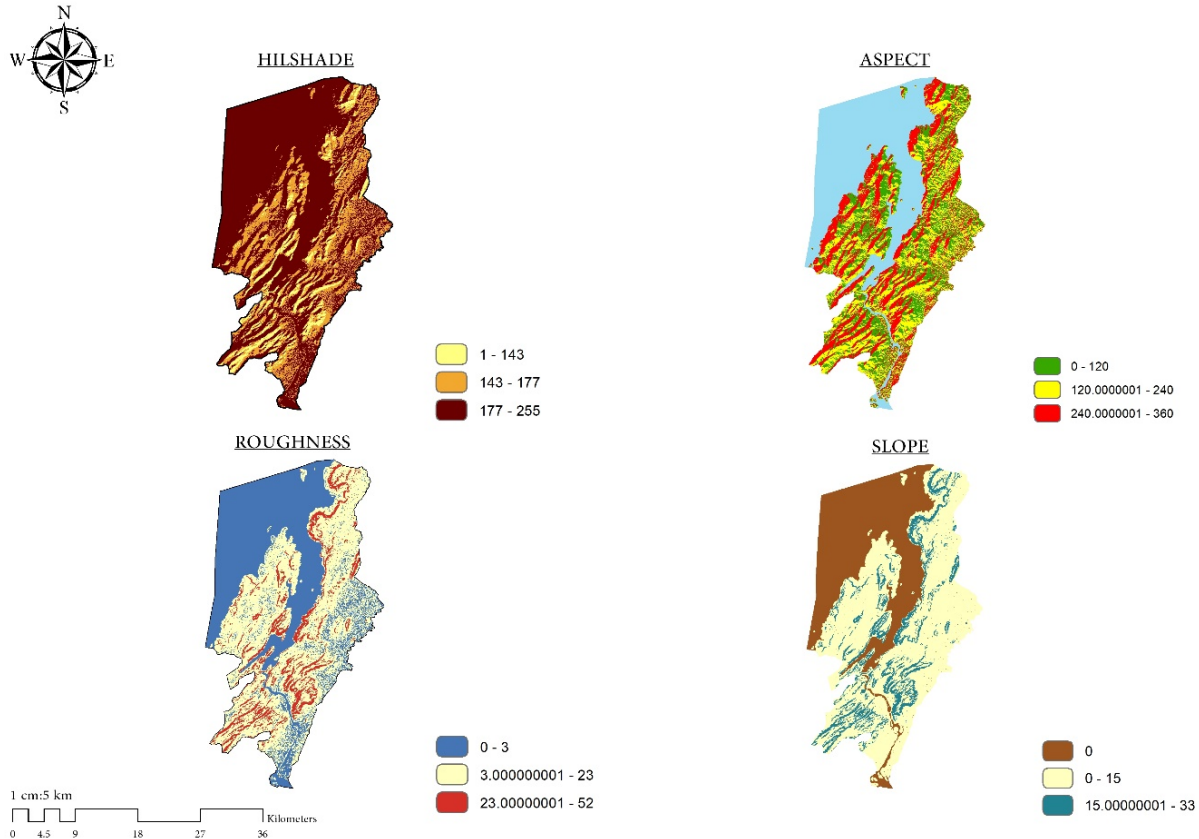 N
W E
S
HILSHADE
1 - 143
143 - 177
177 - 255
ASPECT
0 - 120
120.0000001 - 240
240.0000001 - 360
ROUGHNESS
0 - 3
3.000000001 - 23
23.00000001 - 52
SLOPE
0
0 - 15
15.00000001 - 33
1 cm:5 km
Kilometers
0 4.5 9 18 27 36